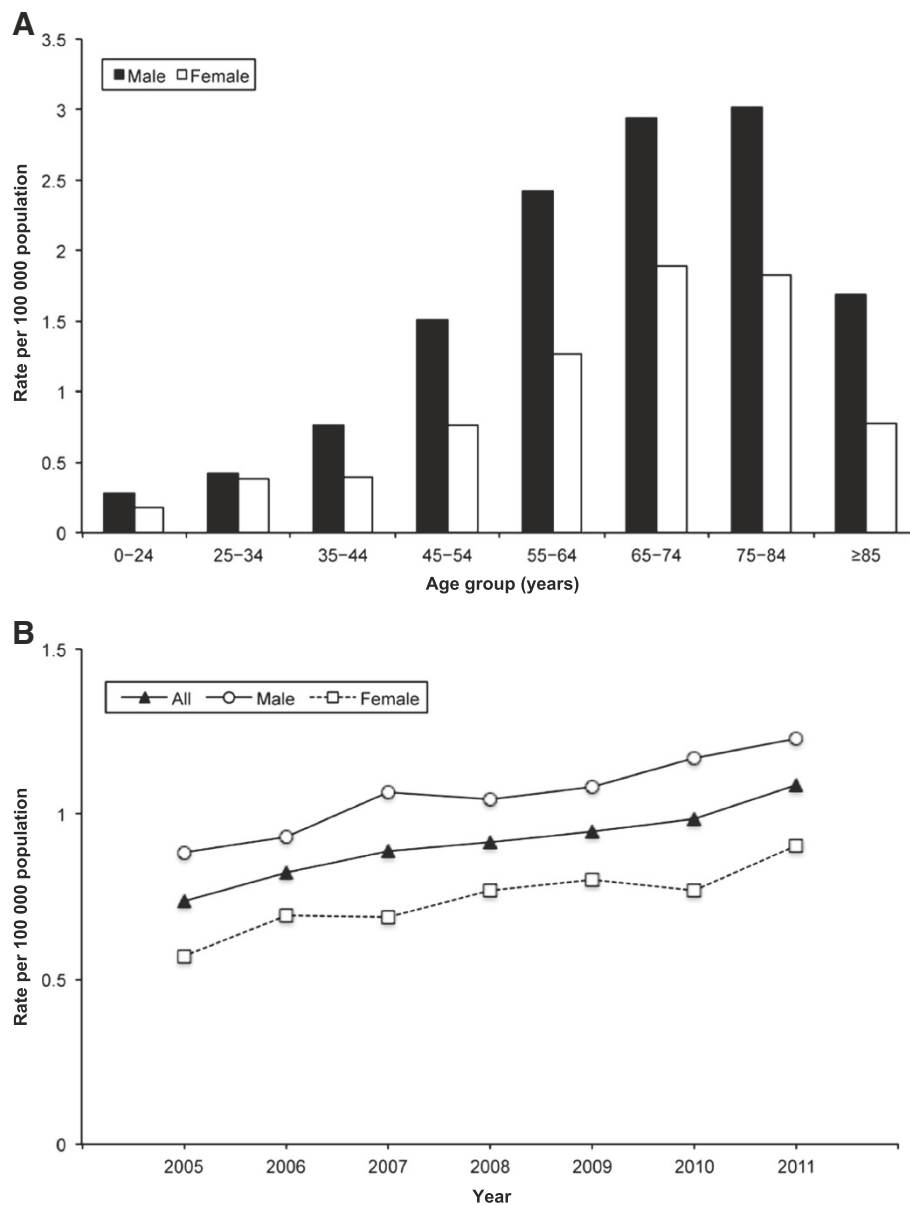 A
3.5
Male Female
3
2.5
2
1.5
1
0.5
0
Rate per 100 000 population
0−24 25−34 35−44 45−54 55−64 65−74 75−84 ≥85
Age group (years)
B
1.5
All Male Female
1
0.5
0
Rate per 100 000 population
2005 2006 2007 2008 2009 2010 2011
Year